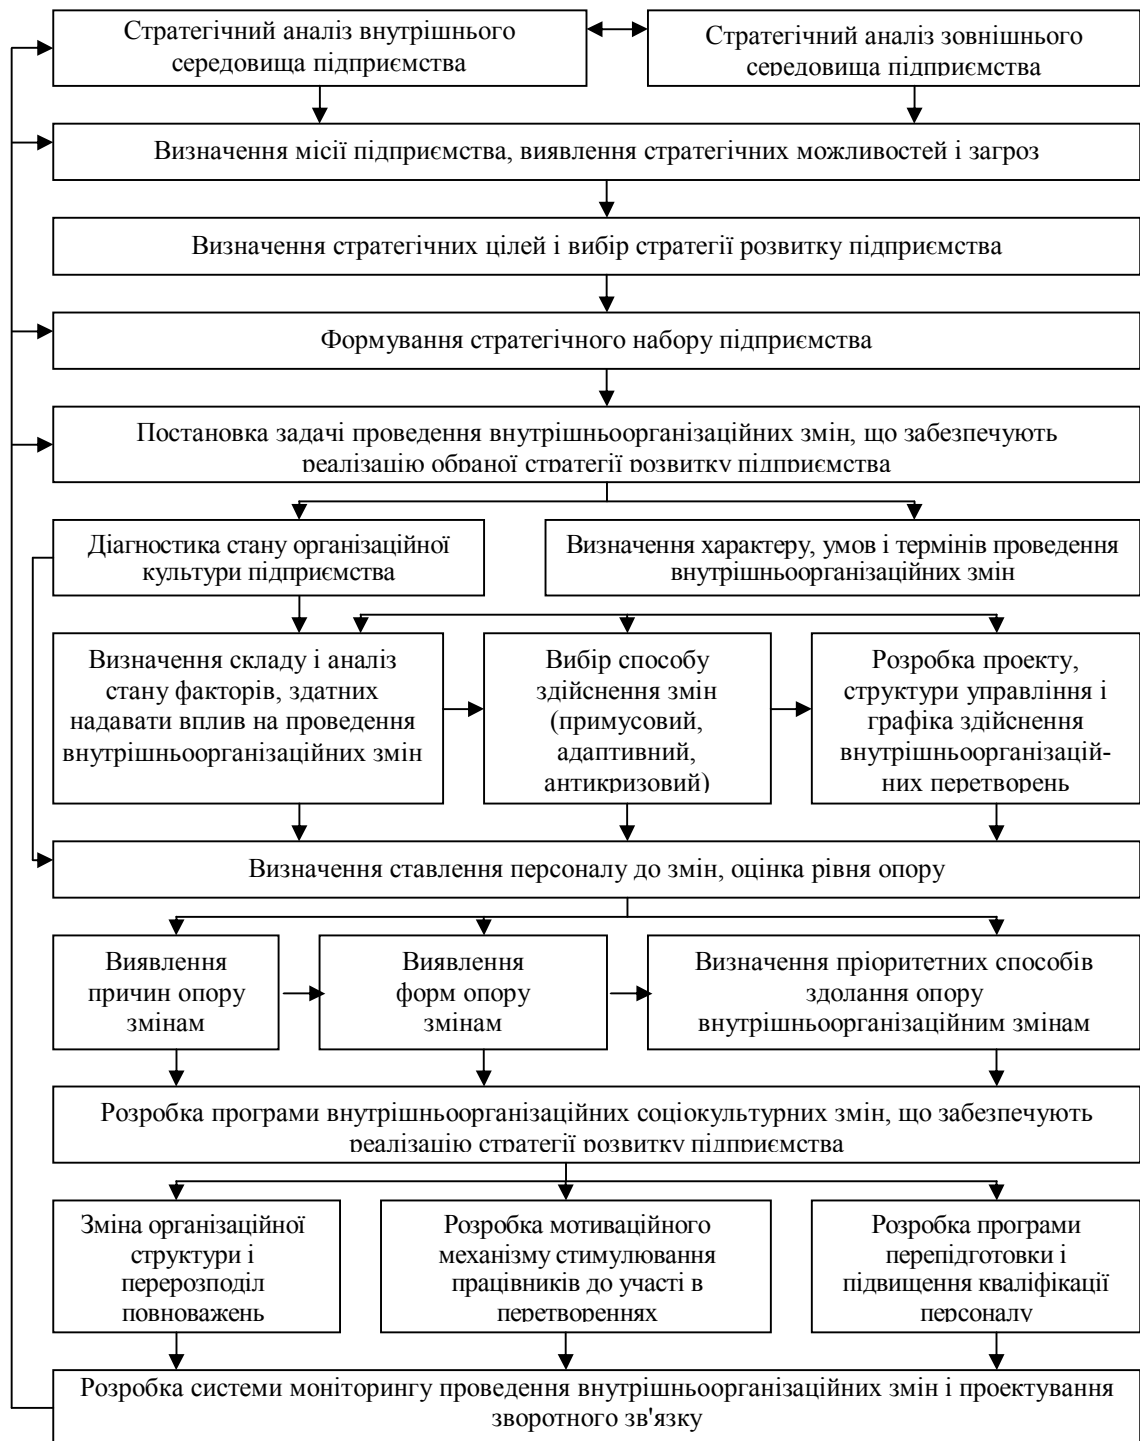 Стратегічний аналіз внутрішнього
середовища підприємства
Стратегічний аналіз зовнішнього
середовища підприємства
Визначення місії підприємства, виявлення стратегічних можливостей і загроз
Визначення стратегічних цілей і вибір стратегії розвитку підприємства
Формування стратегічного набору підприємства
Постановка задачі проведення внутрішньоорганізаційних змін, що забезпечують
реалізацію обраної стратегії розвитку підприємства
Діагностика стану організаційної
культури підприємства
Визначення характеру, умов і термінів проведення
внутрішньоорганізаційних змін
Визначення складу і аналіз
стану факторів, здатних
надавати вплив на проведення
внутрішньоорганізаційних змін
Вибір способу
здійснення змін
(примусовий,
адаптивний,
антикризовий)
Розробка проекту,
структури управління і
графіка здійснення
внутрішньоорганізацій-
них перетворень
Визначення ставлення персоналу до змін, оцінка рівня опору
Виявлення
причин опору
змінам
Виявлення
форм опору
змінам
Визначення пріоритетних способів
здолання опору
внутрішньоорганізаційним змінам
Розробка програми внутрішньоорганізаційних соціокультурних змін, що забезпечують
реалізацію стратегії розвитку підприємства
Зміна організаційної
структури і
перерозподіл
повноважень
Розробка мотиваційного
механізму стимулювання
працівників до участі в
перетвореннях
Розробка програми
перепідготовки і
підвищення кваліфікації
персоналу
Розробка системи моніторингу проведення внутрішньоорганізаційних змін і проектування
зворотного зв'язку